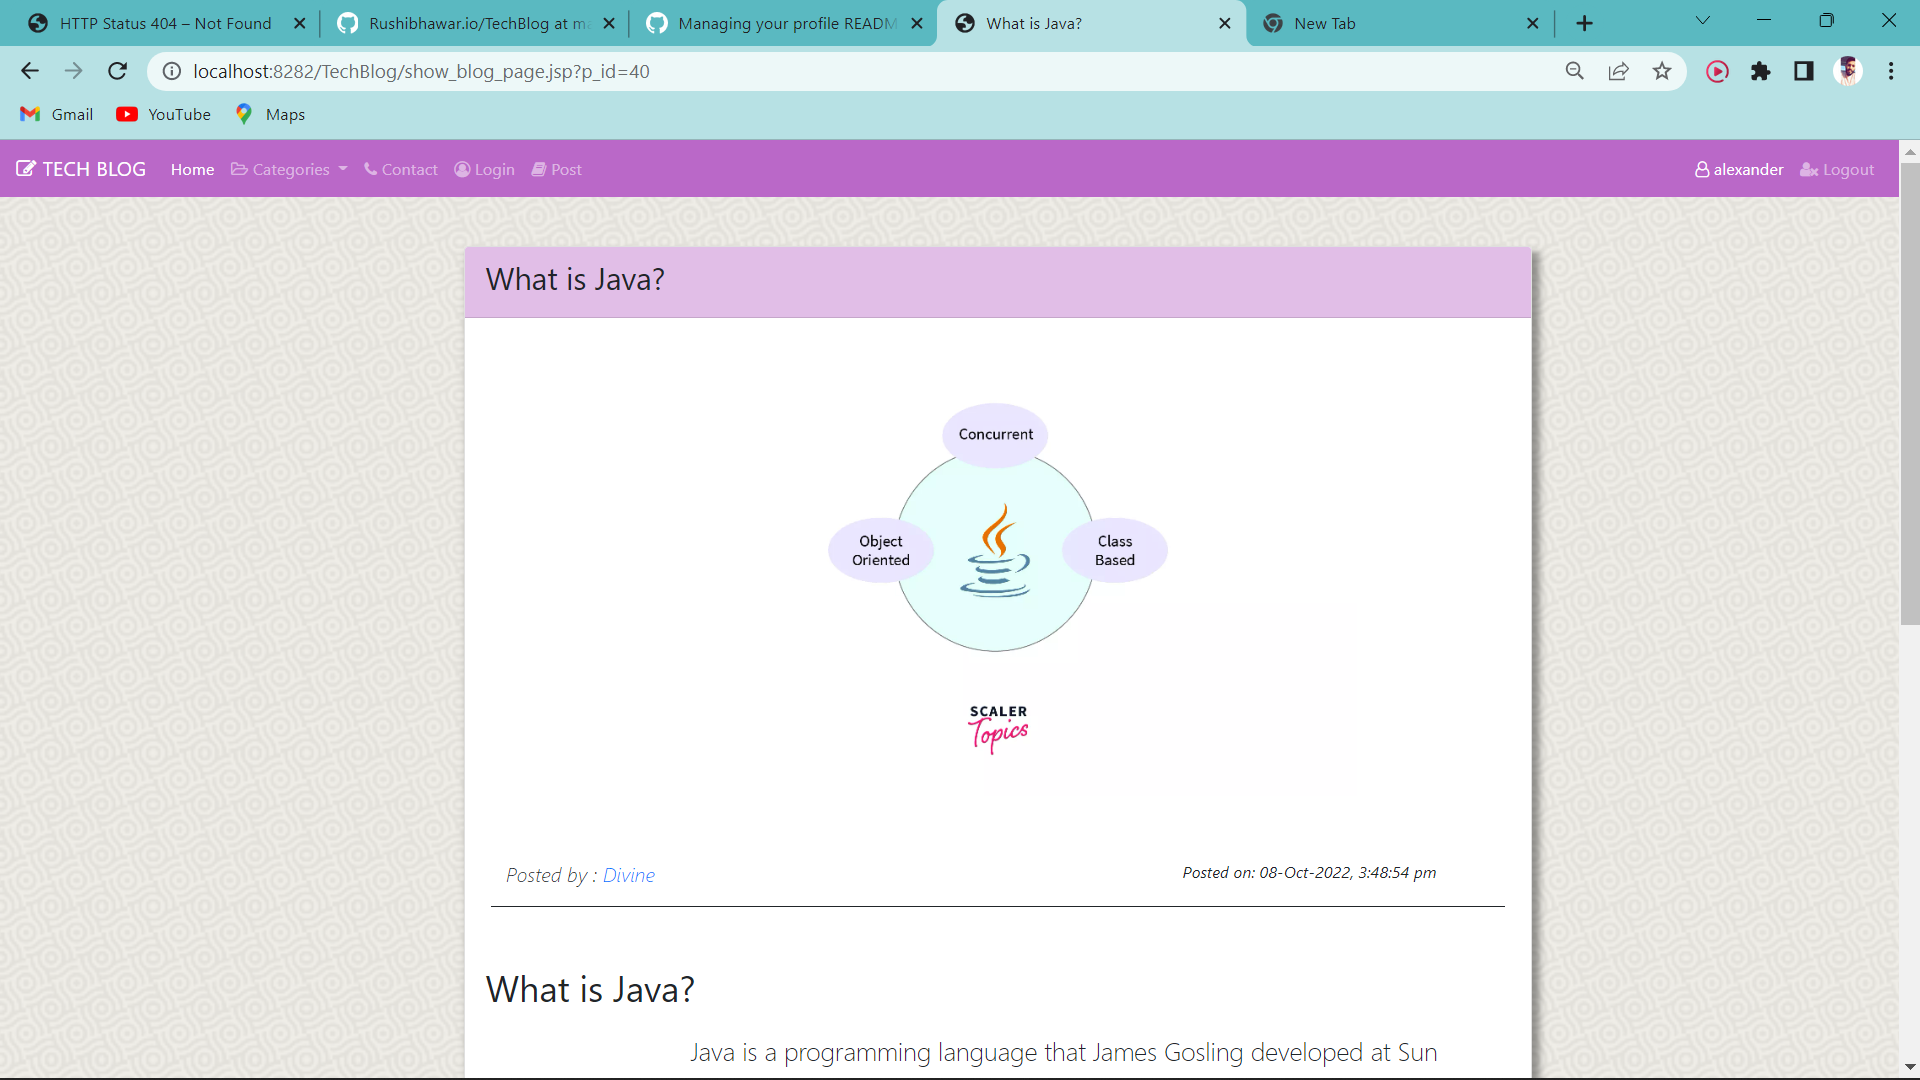 HTTP Status 404 – Not Found
Rushibhawar.io/TechBlog at ma
Managing your profile READM
What is Java?
New Tab
localhost:8282/TechBlog/show_blog_page.jsp?p_id=40
Gmail YouTube Maps
TECH BLOG Home Categories Contact Login Post alexander Logout
What is Java?
Concurrent
Object
Oriented
Class
Based
SCALER
Topics
Posted by : Divine
Posted on: 08-Oct-2022, 3:48:54 pm
What is Java?
Java is a programming language that James Gosling developed at Sun